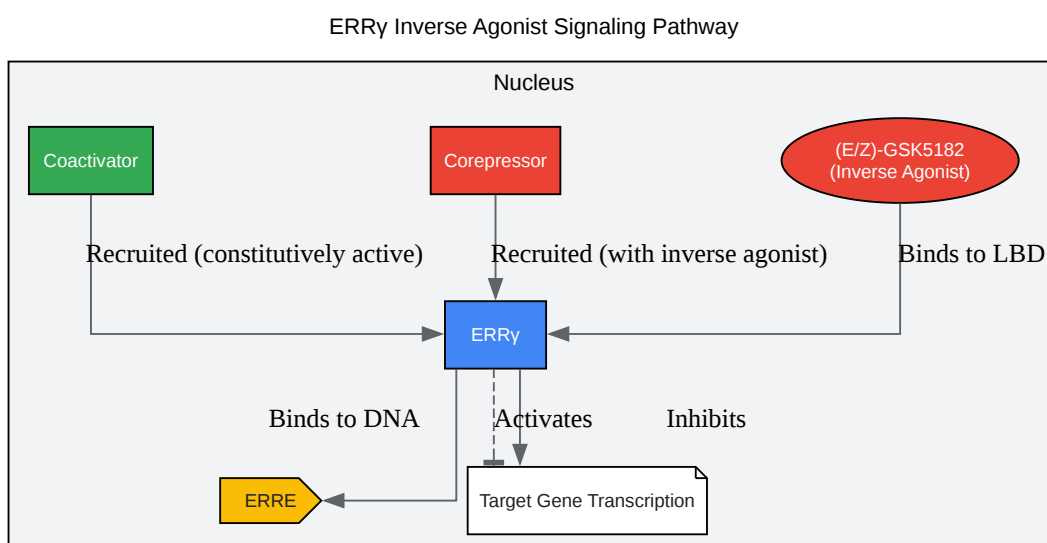 ERRγ Inverse Agonist Signaling Pathway
Nucleus
Coactivator
Corepressor
(E/Z)-GSK5182
(Inverse Agonist)
Recruited (constitutively active)
Recruited (with inverse agonist)
Binds to LBD
ERRγ
Binds to DNA
Activates
Inhibits
ERRE
Target Gene Transcription